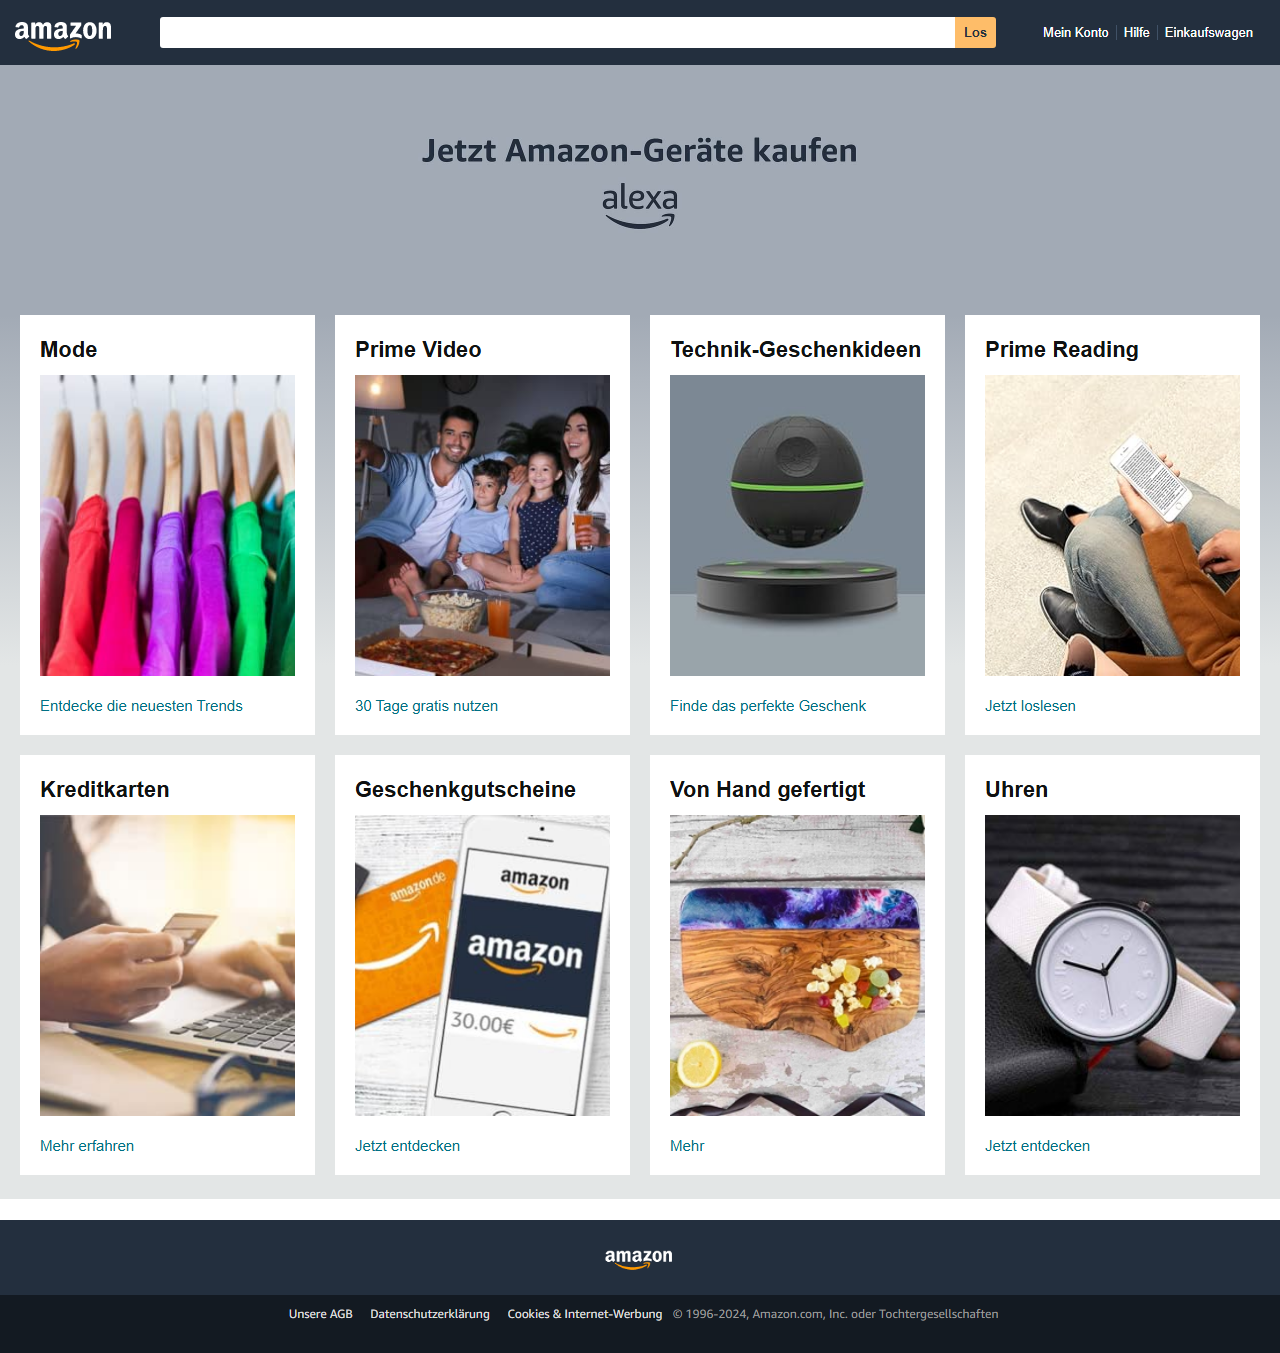 amazon
Los
Mein Konto
Hilfe
Einkaufswagen
Jetzt Amazon-Geräte kaufen
alexa
Mode
Prime Video
Technik-Geschenkideen
Prime Reading
Entdecke die neuesten Trends
30 Tage gratis nutzen
Finde das perfekte Geschenk
Jetzt loslesen
Kreditkarten
Geschenkgutscheine
Von Hand gefertigt
Uhren
amazon.de
amazon
amazon
30.00€
Mehr erfahren
Jetzt entdecken
Mehr
Jetzt entdecken
amazon
Unsere AGB Datenschutzerklärung Cookies & Internet-Werbung © 1996-2024, Amazon.com, Inc. oder Tochtergesellschaften